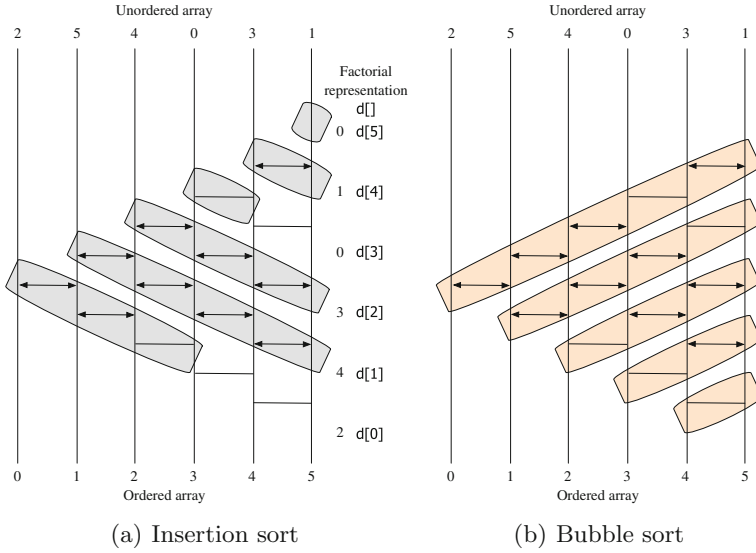 Unordered array
2 5 4 0 3 1
Factorial
representation
d[]
0 d[5]
1 d[4]
0 d[3]
3 d[2]
4 d[1]
2 d[0]
0 1 2 3 4 5
Ordered array
(a) Insertion sort
Unordered array
2 5 4 0 3 1
0 1 2 3 4 5
Ordered array
(b) Bubble sort